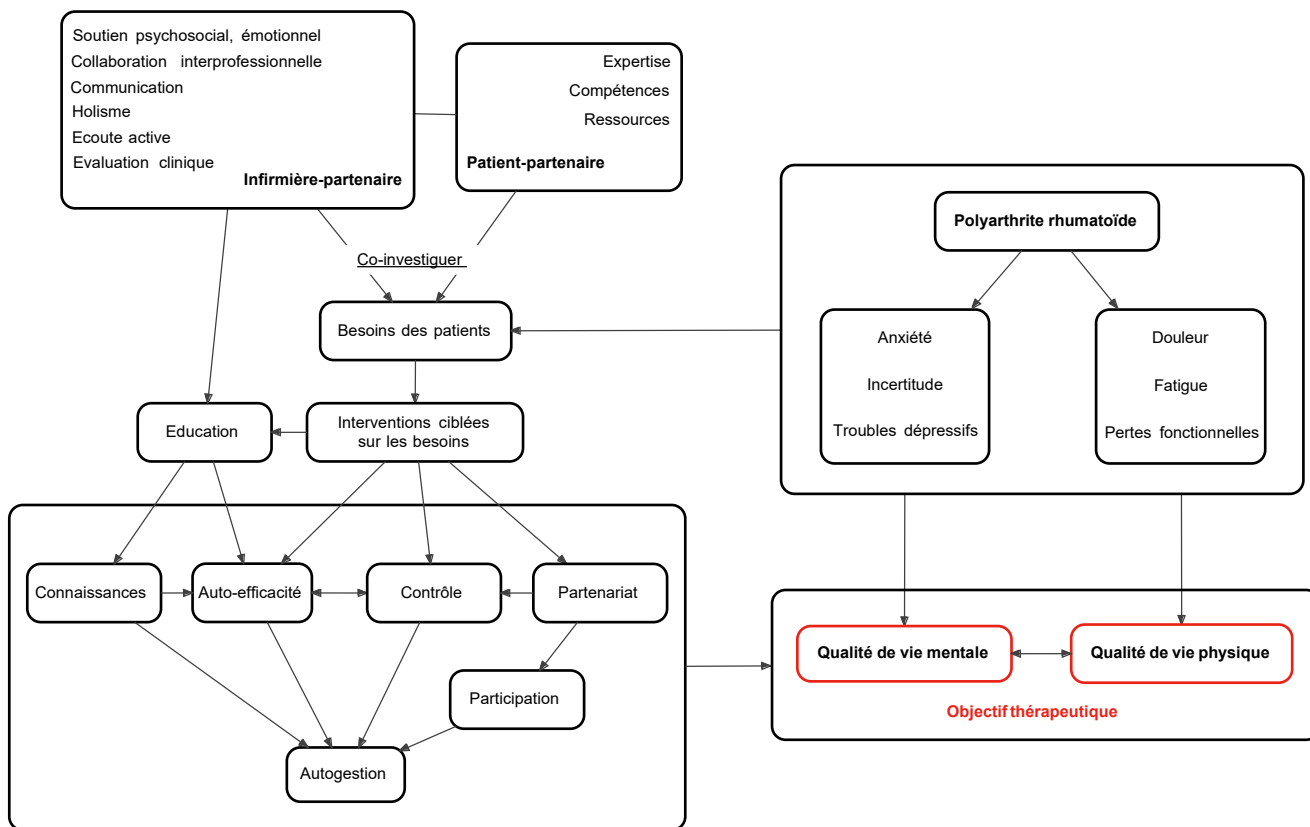 Soutien psychosocial, émotionnel
Collaboration interprofessionnelle
Communication
Holisme
Ecoute active
Evaluation clinique
Infirmière-partenaire
Expertise
Compétences
Ressources
Patient-partenaire
Co-investiguer
Besoins des patients
Polyarthrite rhumatoïde
Anxiété
Incertitude
Troubles dépressifs
Douleur
Fatigue
Pertes fonctionnelles
Education
Interventions ciblées
sur les besoins
Connaissances
Auto-efficacité
Contrôle
Partenariat
Participation
Autogestion
Qualité de vie mentale
Qualité de vie physique
Objectif thérapeutique